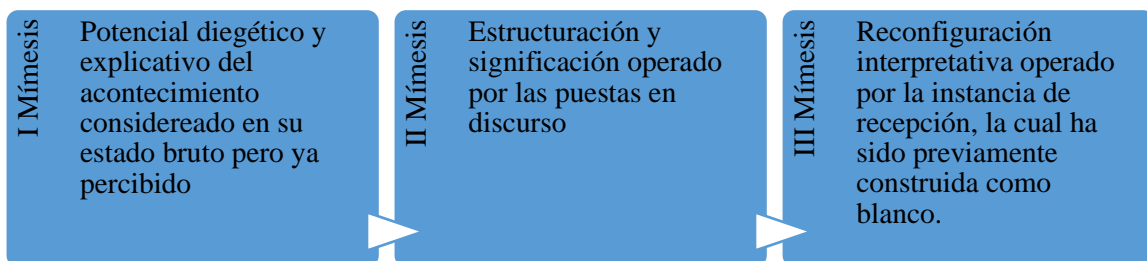 I Mímesis
Potencial diegético y
explicativo del
acontecimiento
considereado en su
estado bruto pero ya
percibido
II Mímesis
Estructuración y
significación operado
por las puestas en
discurso
III Mímesis
Reconfiguración
interpretativa operado
por la instancia de
recepción, la cual ha
sido previamente
construida como
blanco.